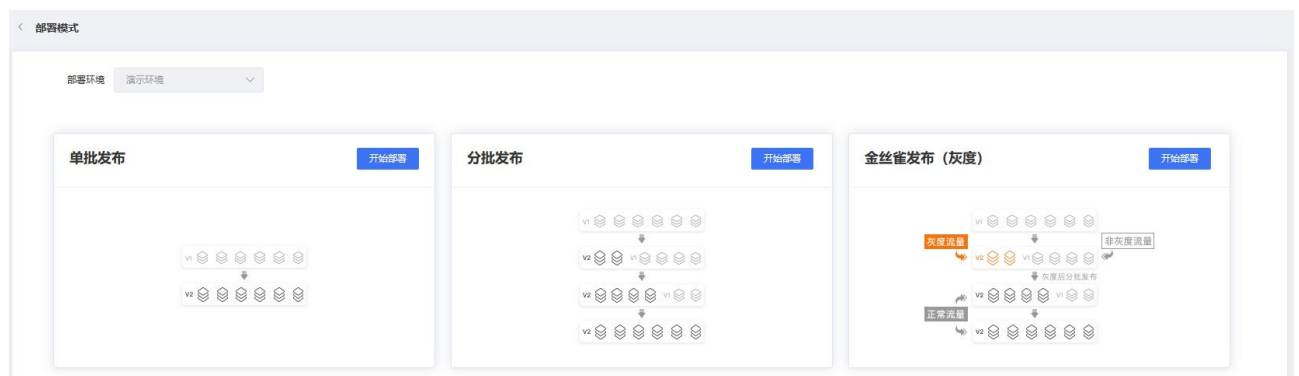 部署模式
部署环境 演示环境
单批发布 开始部署
V1
V2
分批发布 开始部署
V1
V2 V1
V2 V1
V2
金丝雀发布（灰度） 开始部署
V1
灰度流量 非灰度流量
V2 V1
灰度后分批发布
V2 V1
正常流量
V2